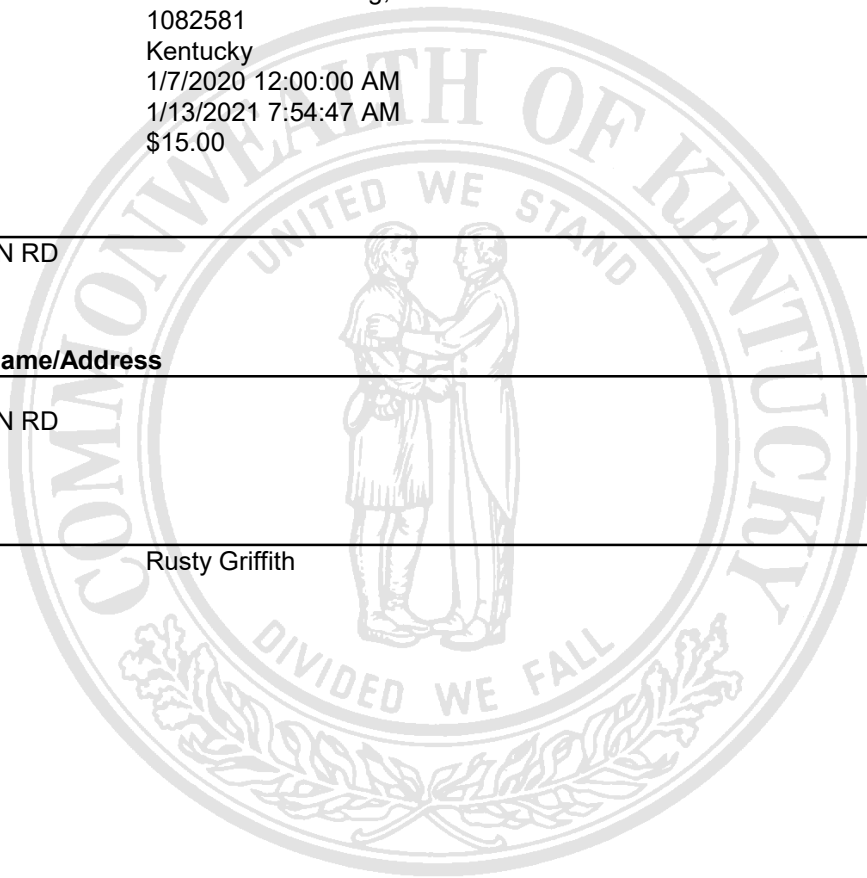 1082581
Kentucky
1/7/2020 12:00:00 AM
1/13/2021 7:54:47 AM
$15.00
N RD
ame/Address
N RD
Rusty Griffith
COMMONWEALTH OF KENTUCKY
UNITED WE STAND
DIVIDED WE FALL